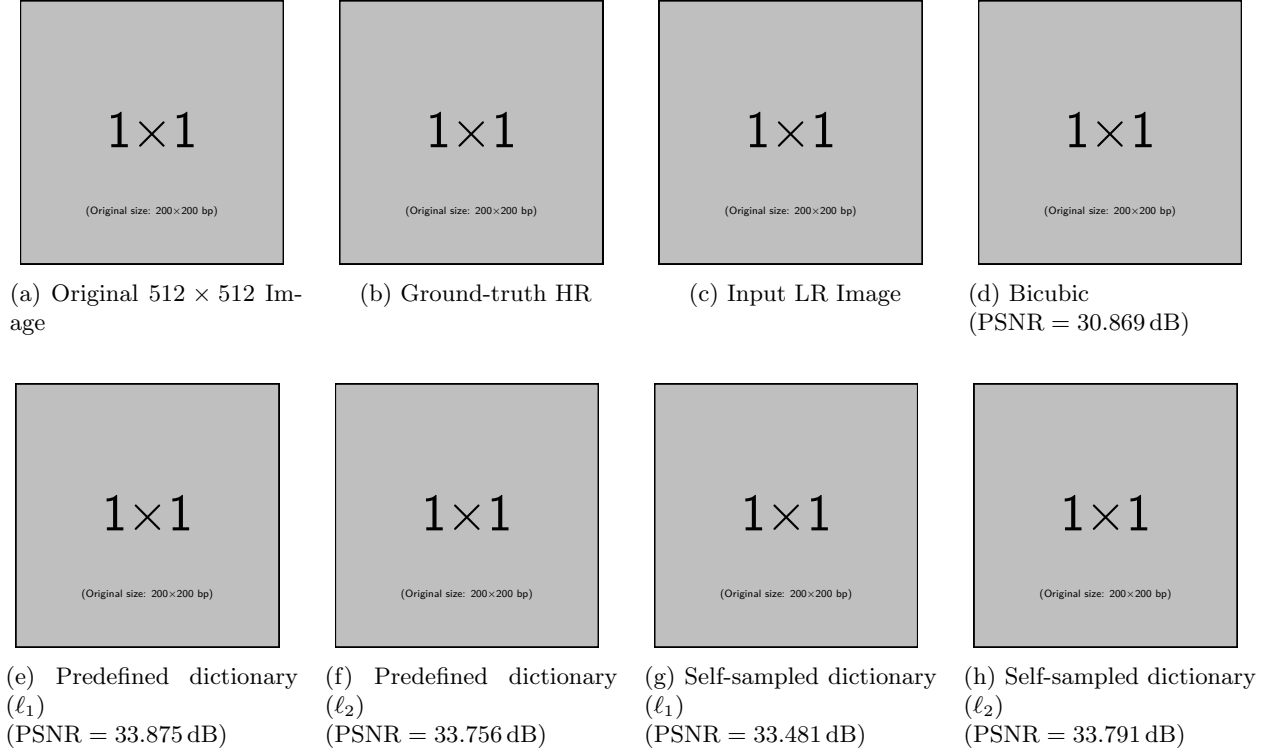 1×1
(Original size: 200×200 bp)
(a) Original 512 × 512 Im-
age
1×1
(Original size: 200×200 bp)
(b) Ground-truth HR
1×1
(Original size: 200×200 bp)
(c) Input LR Image
1×1
(Original size: 200×200 bp)
(d) Bicubic
(PSNR = 30.869 dB)
1×1
(Original size: 200×200 bp)
(e) Predefined dictionary
(ℓ₁)
(PSNR = 33.875 dB)
1×1
(Original size: 200×200 bp)
(f) Predefined dictionary
(ℓ₂)
(PSNR = 33.756 dB)
1×1
(Original size: 200×200 bp)
(g) Self-sampled dictionary
(ℓ₁)
(PSNR = 33.481 dB)
1×1
(Original size: 200×200 bp)
(h) Self-sampled dictionary
(ℓ₂)
(PSNR = 33.791 dB)